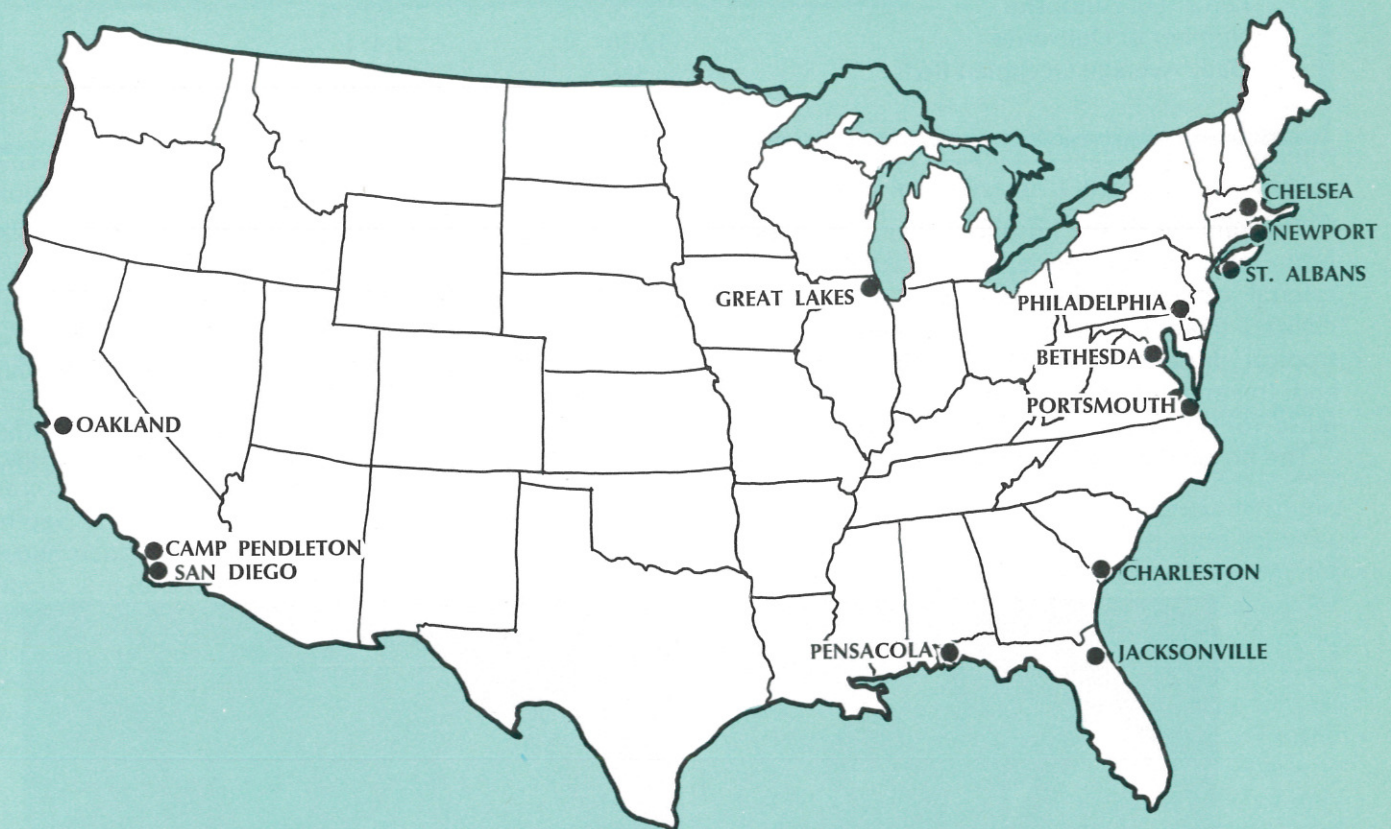 CHELSEA
NEWPORT
ST. ALBANS
GREAT LAKES
PHILADELPHIA
BETHESDA
PORTSMOUTH
OAKLAND
CAMP PENDLETON
SAN DIEGO
CHARLESTON
PENSACOLA
JACKSONVILLE